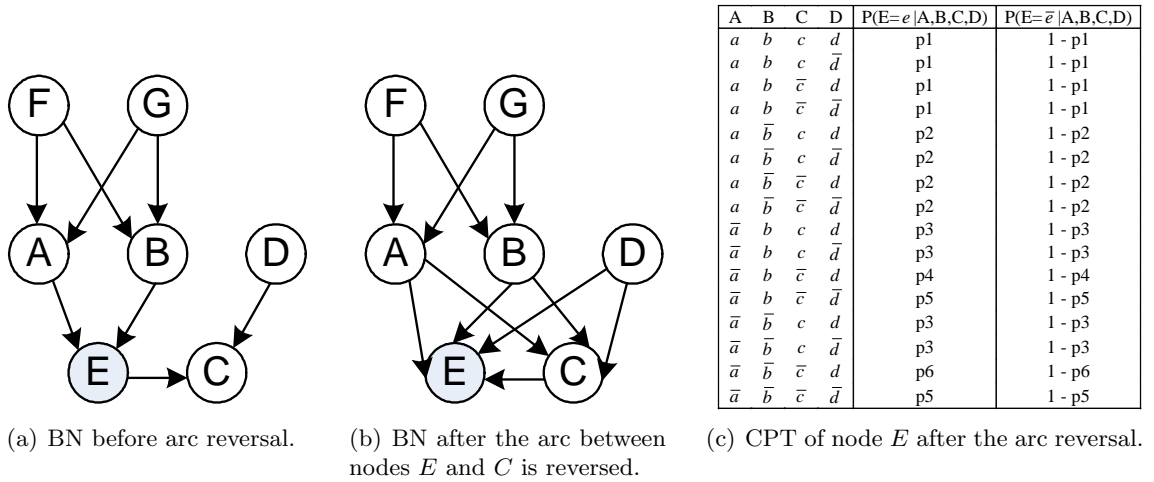 F G
A B D
E C
(a) BN before arc reversal.
F G
A B D
E C
(b) BN after the arc between
nodes E and C is reversed.
A B C D P(E=e |A,B,C,D) P(E=e̅ |A,B,C,D)
a b c d p1 1 - p1
a b c d̅ p1 1 - p1
a b c̅ d p1 1 - p1
a b c̅ d̅ p1 1 - p1
a b̅ c d p2 1 - p2
a b̅ c d̅ p2 1 - p2
a b̅ c̅ d p2 1 - p2
a b̅ c̅ d̅ p2 1 - p2
a̅ b c d p3 1 - p3
a̅ b c d̅ p3 1 - p3
a̅ b c̅ d p4 1 - p4
a̅ b c̅ d̅ p5 1 - p5
a̅ b̅ c d p3 1 - p3
a̅ b̅ c d̅ p3 1 - p3
a̅ b̅ c̅ d p6 1 - p6
a̅ b̅ c̅ d̅ p5 1 - p5
(c) CPT of node E after the arc reversal.